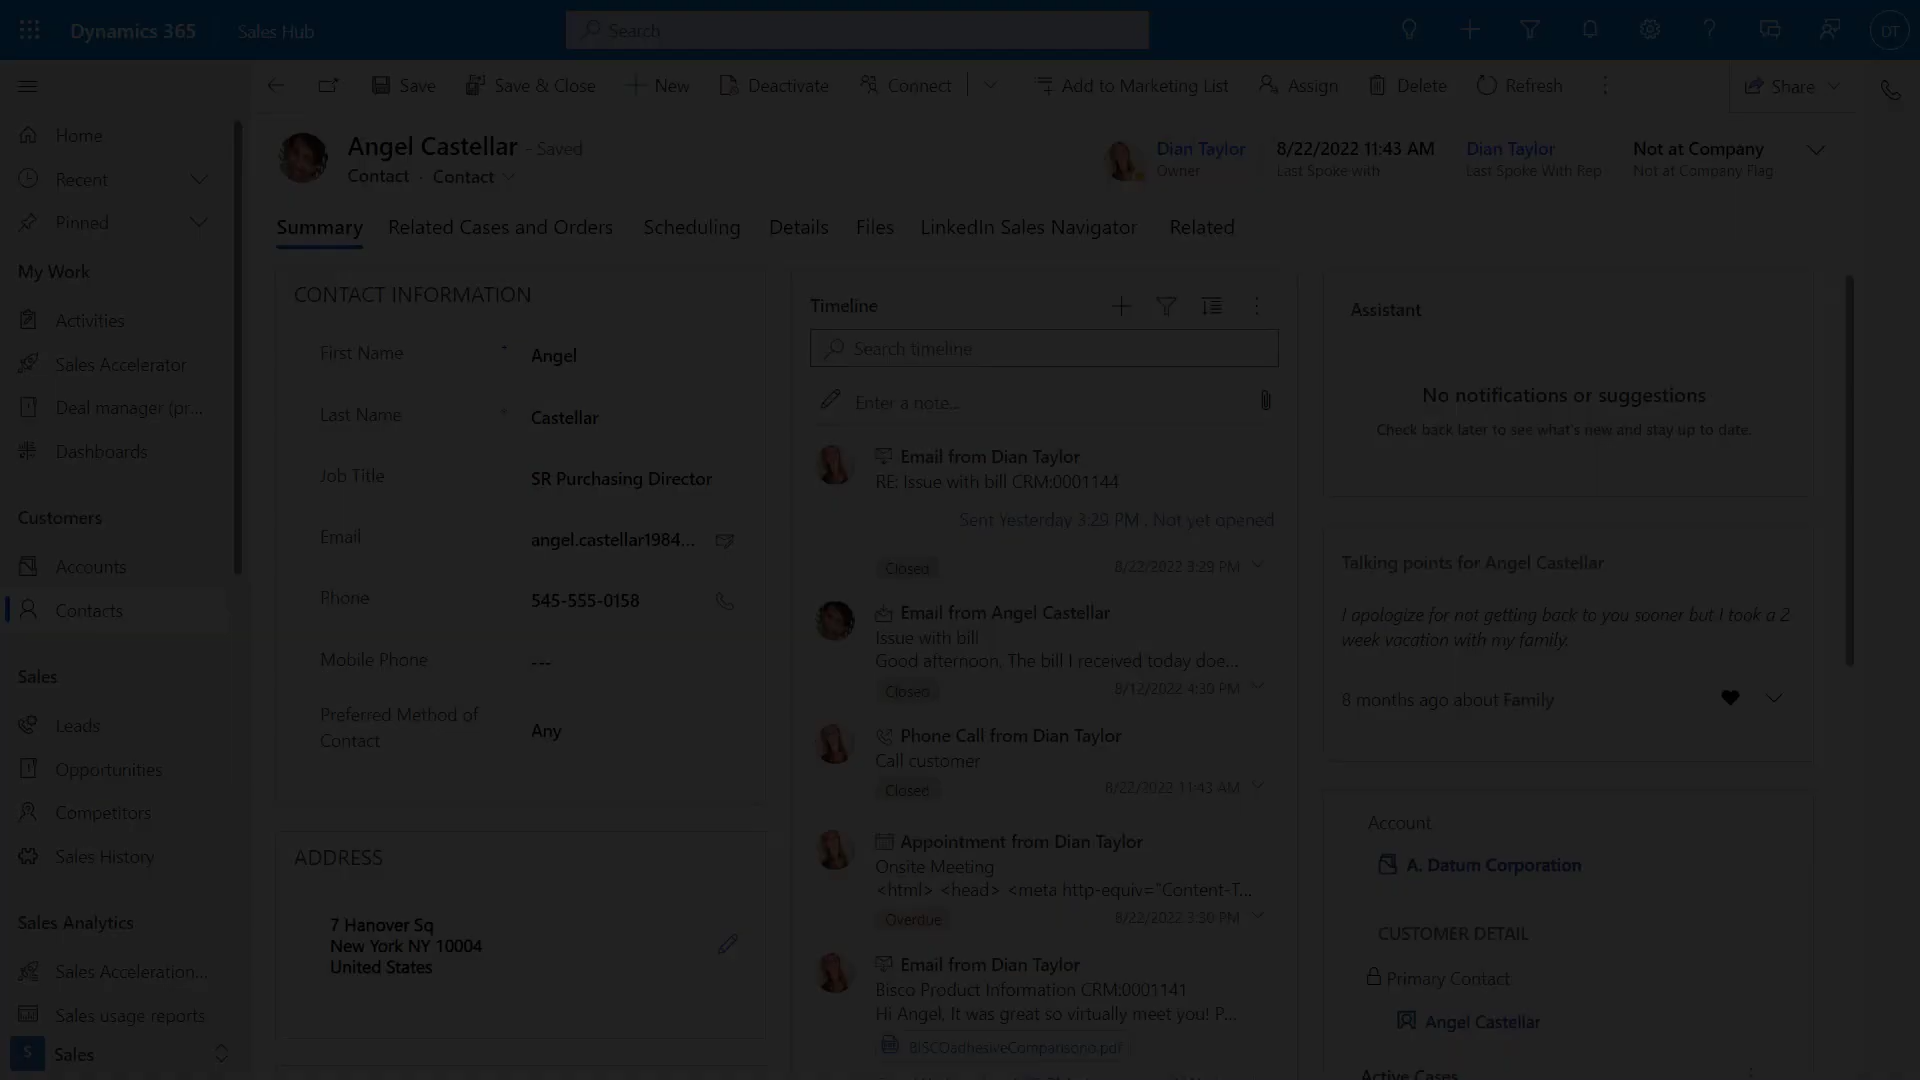 Dynamics 365
Sales Hub
Search
DT
Save
Save & Close
New
Deactivate
Connect
Add to Marketing List
Assign
Delete
Refresh
Share
Home
Recent
Pinned
My Work
Activities
Sales Accelerator
Deal manager (pr...
Dashboards
Customers
Accounts
Contacts
Sales
Leads
Opportunities
Competitors
Sales History
Sales Analytics
Sales Acceleration...
Sales usage reports
S
Sales
Angel Castellar - Saved
Contact · Contact
Dian Taylor
Owner
8/22/2022 11:43 AM
Last Spoke with
Dian Taylor
Last Spoke With Rep
Not at Company
Not at Company Flag
Summary
Related Cases and Orders
Scheduling
Details
Files
LinkedIn Sales Navigator
Related
CONTACT INFORMATION
First Name * Angel
Last Name * Castellar
Job Title SR Purchasing Director
Email angel.castellar1984...
Phone 545-555-0158
Mobile Phone ---
Preferred Method of
Contact
Any
ADDRESS
7 Hanover Sq
New York NY 10004
United States
Timeline
Search timeline
Enter a note...
Email from Dian Taylor
RE: Issue with bill CRM:0001144
Sent Yesterday 3:29 PM . Not yet opened
Closed 8/22/2022 3:29 PM
Email from Angel Castellar
Issue with bill
Good afternoon. The bill I received today doe...
Closed 8/12/2022 4:30 PM
Phone Call from Dian Taylor
Call customer
Closed 8/22/2022 11:43 AM
Appointment from Dian Taylor
Onsite Meeting
<html> <head> <meta http-equiv="Content-T...
Overdue 8/22/2022 3:30 PM
Email from Dian Taylor
Bisco Product Information CRM:0001141
Hi Angel, It was great so virtually meet you! P...
BISCOadhesiveComparisono.pdf
Assistant
No notifications or suggestions
Check back later to see what's new and stay up to date.
Talking points for Angel Castellar
I apologize for not getting back to you sooner but I took a 2
week vacation with my family.
8 months ago about Family
Account
A. Datum Corporation
CUSTOMER DETAIL
Primary Contact
Angel Castellar
Active Cases